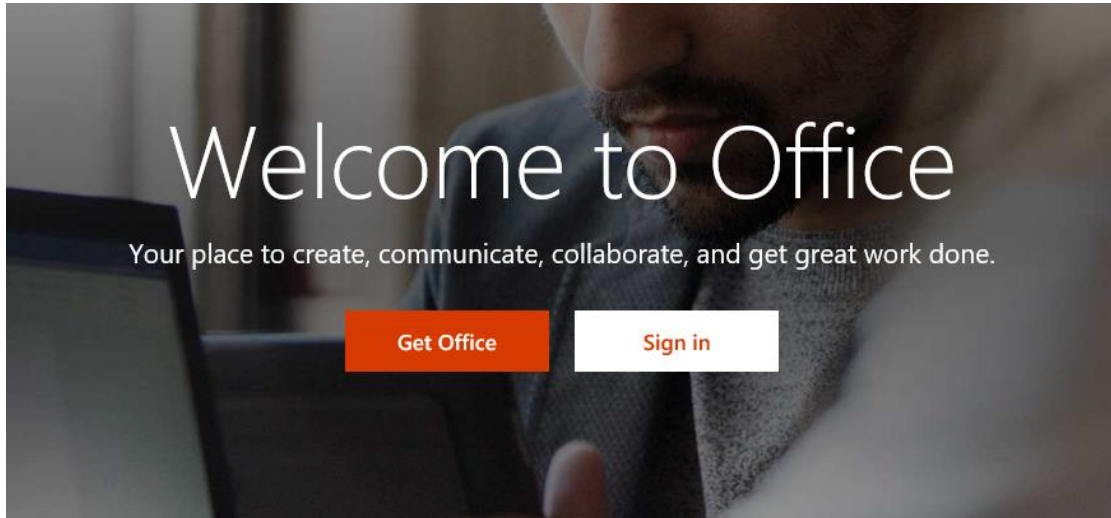 Welcome to Office
Your place to create, communicate, collaborate, and get great work done.
Get Office
Sign in